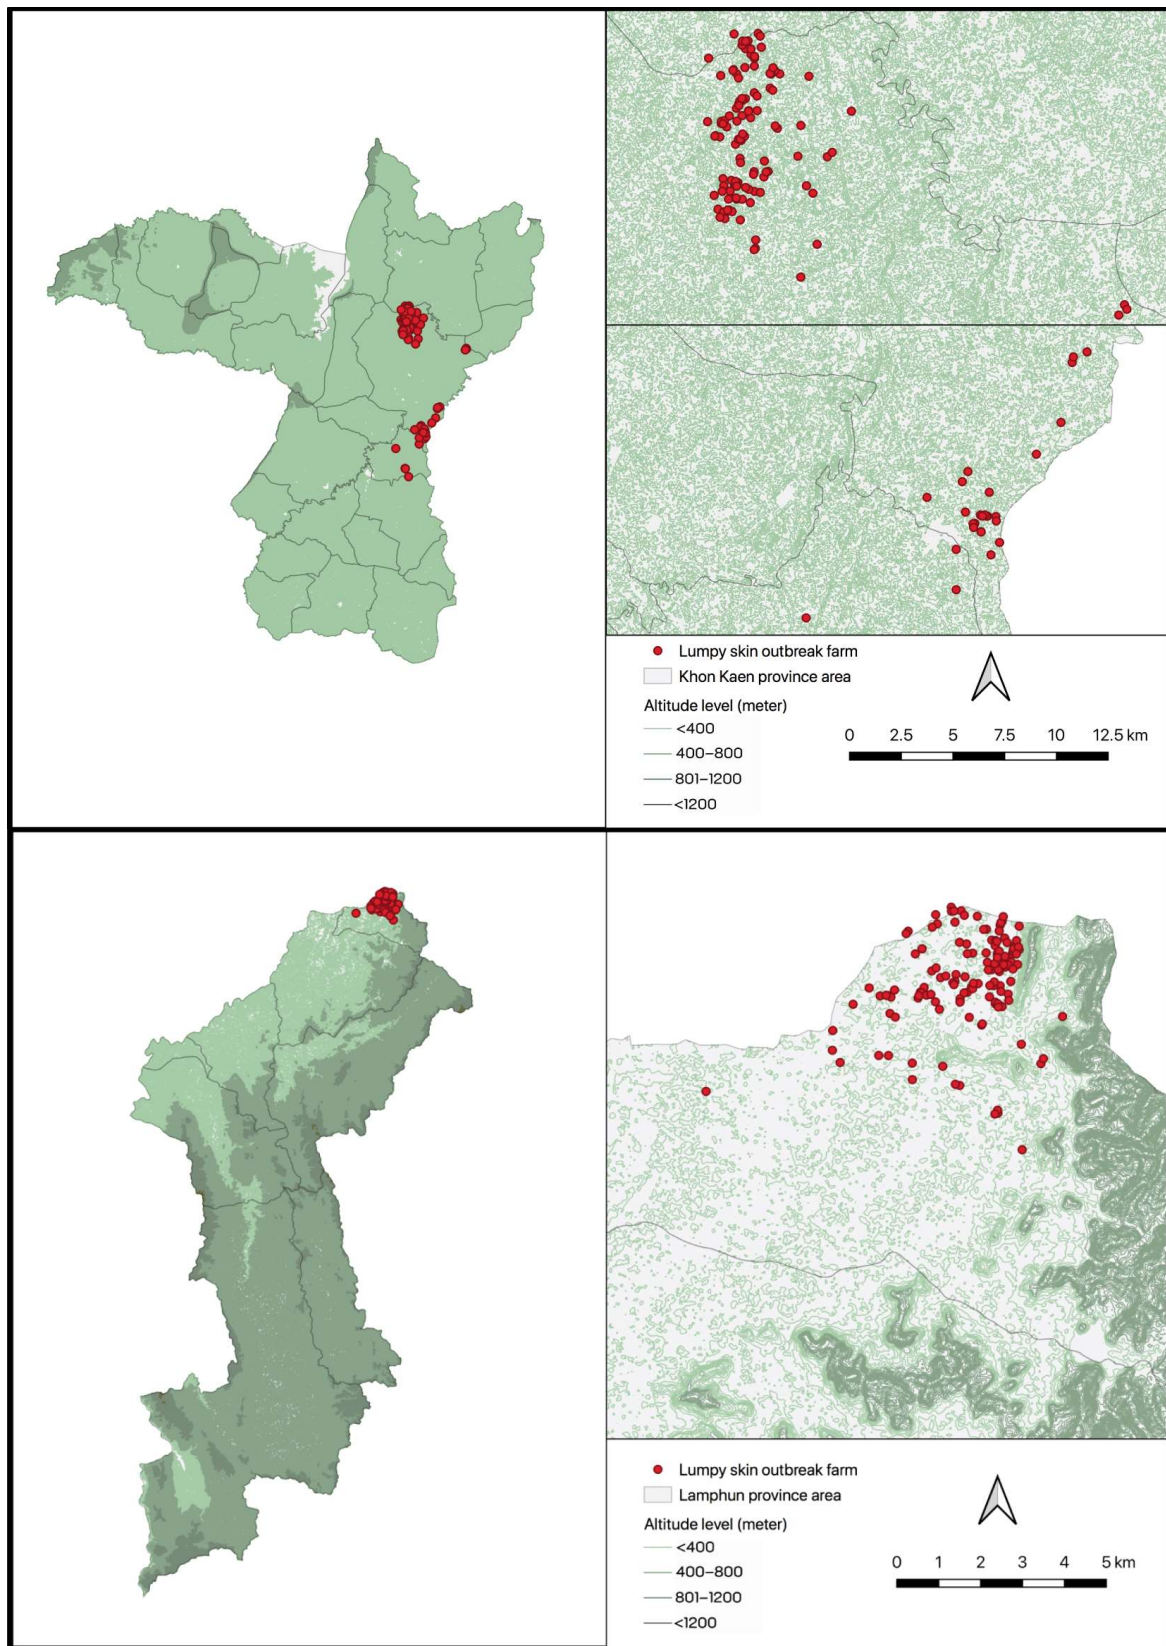 Lumpy skin outbreak farm
Khon Kaen province area
Altitude level (meter)
<400
400–800
801–1200
<1200
0 2.5 5 7.5 10 12.5 km
Lumpy skin outbreak farm
Lamphun province area
Altitude level (meter)
<400
400–800
801–1200
<1200
0 1 2 3 4 5 km